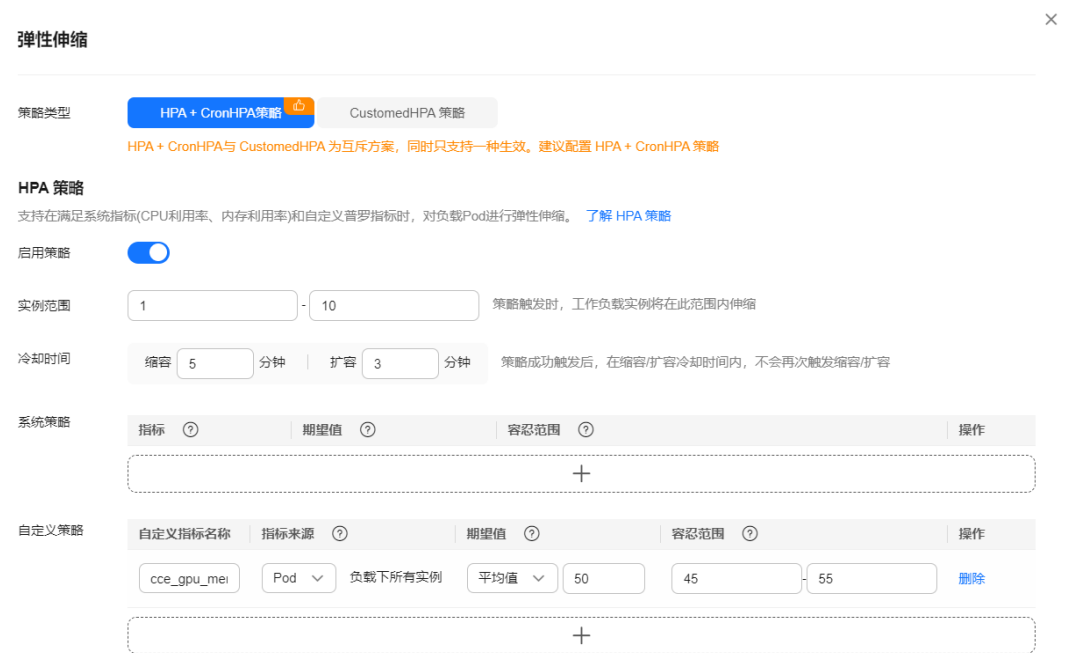 弹性伸缩
策略类型 HPA + CronHPA策略 CustomedHPA 策略
HPA + CronHPA与 CustomedHPA 为互斥方案，同时只支持一种生效。建议配置 HPA + CronHPA 策略
HPA 策略
支持在满足系统指标(CPU利用率、内存利用率)和自定义普罗指标时，对负载Pod进行弹性伸缩。 了解 HPA 策略
启用策略
实例范围 1 - 10 策略触发时，工作负载实例将在此范围内伸缩
冷却时间 缩容 5 分钟 扩容 3 分钟 策略成功触发后，在缩容/扩容冷却时间内，不会再次触发缩容/扩容
系统策略 指标 ? 期望值 ? 容忍范围 ? 操作
+
自定义策略 自定义指标名称 指标来源 ? 期望值 ? 容忍范围 ? 操作
cce_gpu_mei Pod 负载下所有实例 平均值 50 45 - 55 删除
+